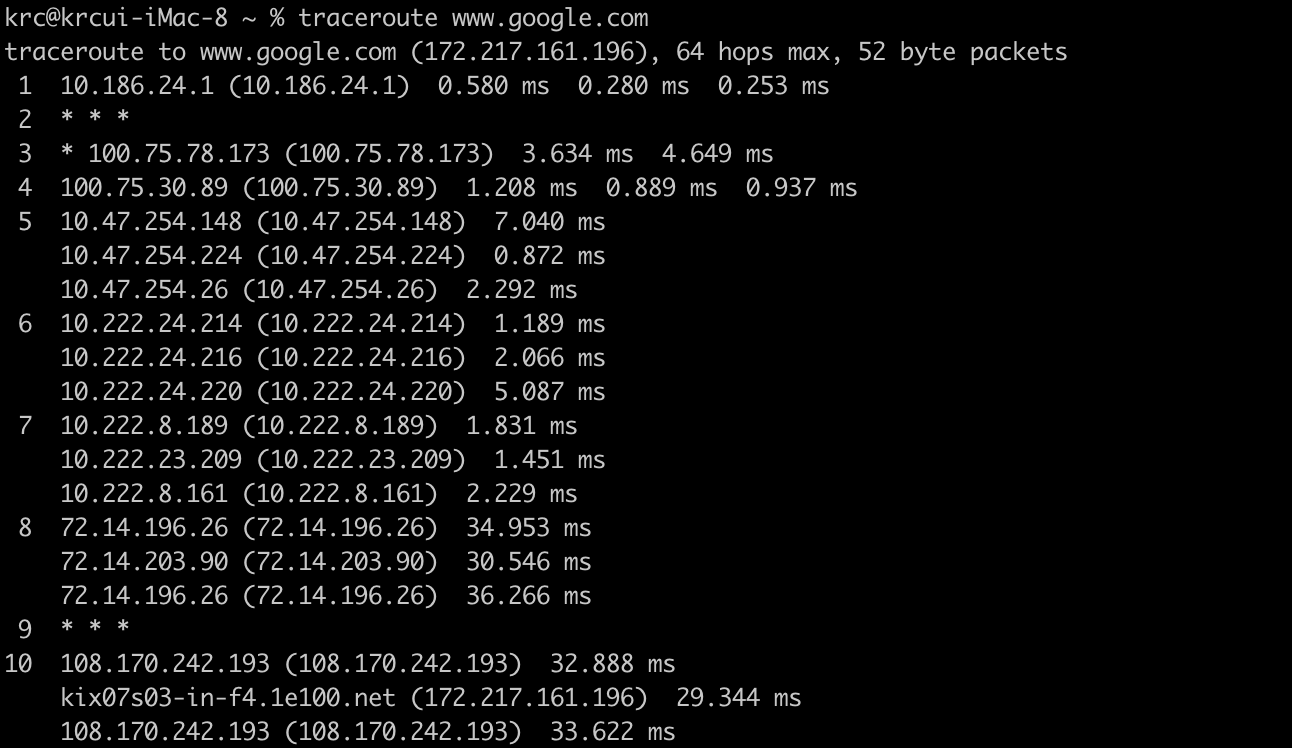 krc@krcui-iMac-8 ~ % traceroute www.google.com
traceroute to www.google.com (172.217.161.196), 64 hops max, 52 byte packets
 1  10.186.24.1 (10.186.24.1)  0.580 ms  0.280 ms  0.253 ms
 2  * * *
 3  * 100.75.78.173 (100.75.78.173)  3.634 ms  4.649 ms
 4  100.75.30.89 (100.75.30.89)  1.208 ms  0.889 ms  0.937 ms
 5  10.47.254.148 (10.47.254.148)  7.040 ms
    10.47.254.224 (10.47.254.224)  0.872 ms
    10.47.254.26 (10.47.254.26)  2.292 ms
 6  10.222.24.214 (10.222.24.214)  1.189 ms
    10.222.24.216 (10.222.24.216)  2.066 ms
    10.222.24.220 (10.222.24.220)  5.087 ms
 7  10.222.8.189 (10.222.8.189)  1.831 ms
    10.222.23.209 (10.222.23.209)  1.451 ms
    10.222.8.161 (10.222.8.161)  2.229 ms
 8  72.14.196.26 (72.14.196.26)  34.953 ms
    72.14.203.90 (72.14.203.90)  30.546 ms
    72.14.196.26 (72.14.196.26)  36.266 ms
 9  * * *
10  108.170.242.193 (108.170.242.193)  32.888 ms
    kix07s03-in-f4.1e100.net (172.217.161.196)  29.344 ms
    108.170.242.193 (108.170.242.193)  33.622 ms